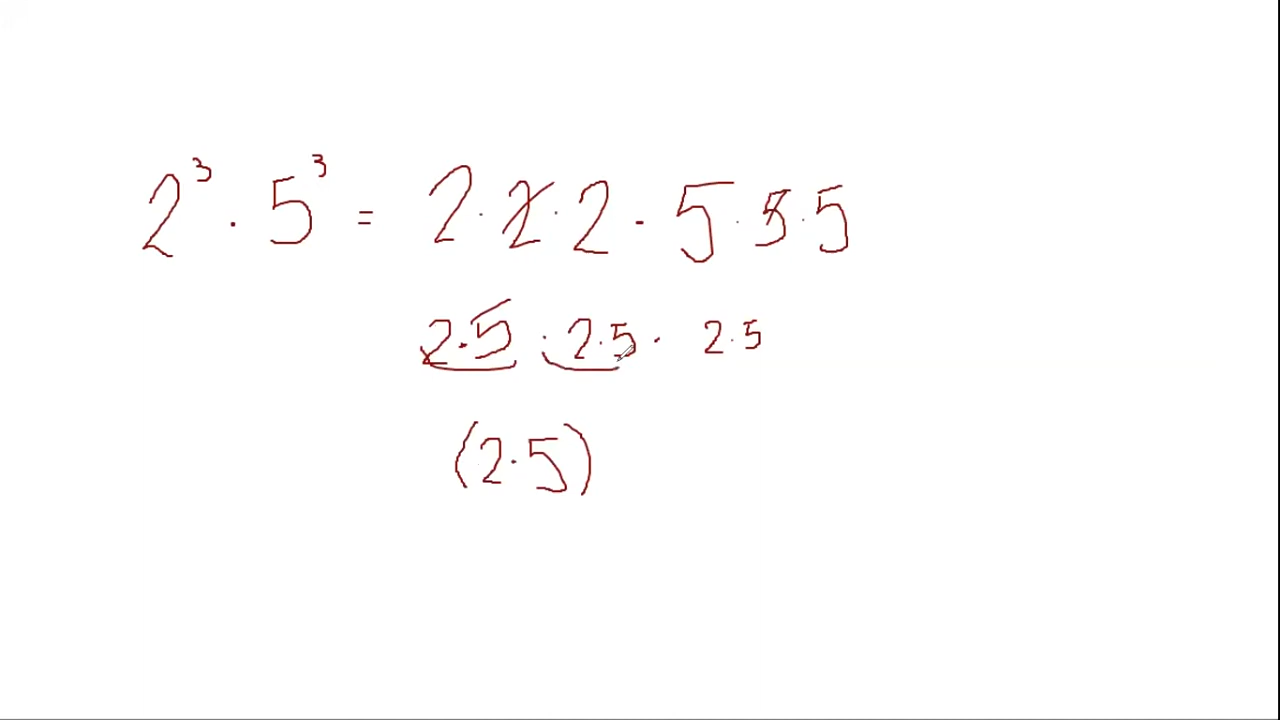 2³ · 5³ = 2 · 2 · 2 · 5 · 5 · 5
2 · 5 · 2 · 5 · 2 · 5
(2 · 5)